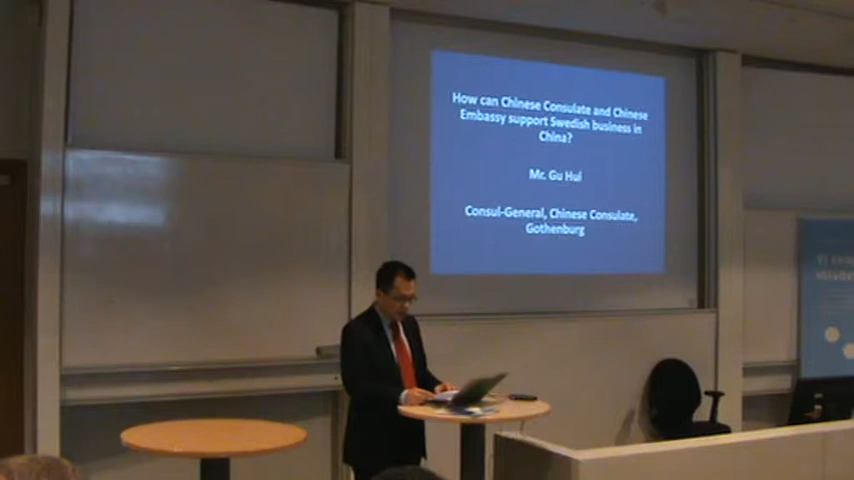 How can Chinese Consulate and Chinese
Embassy support Swedish business in
China?
Mr. Gu Hui
Consul-General, Chinese Consulate,
Gothenburg